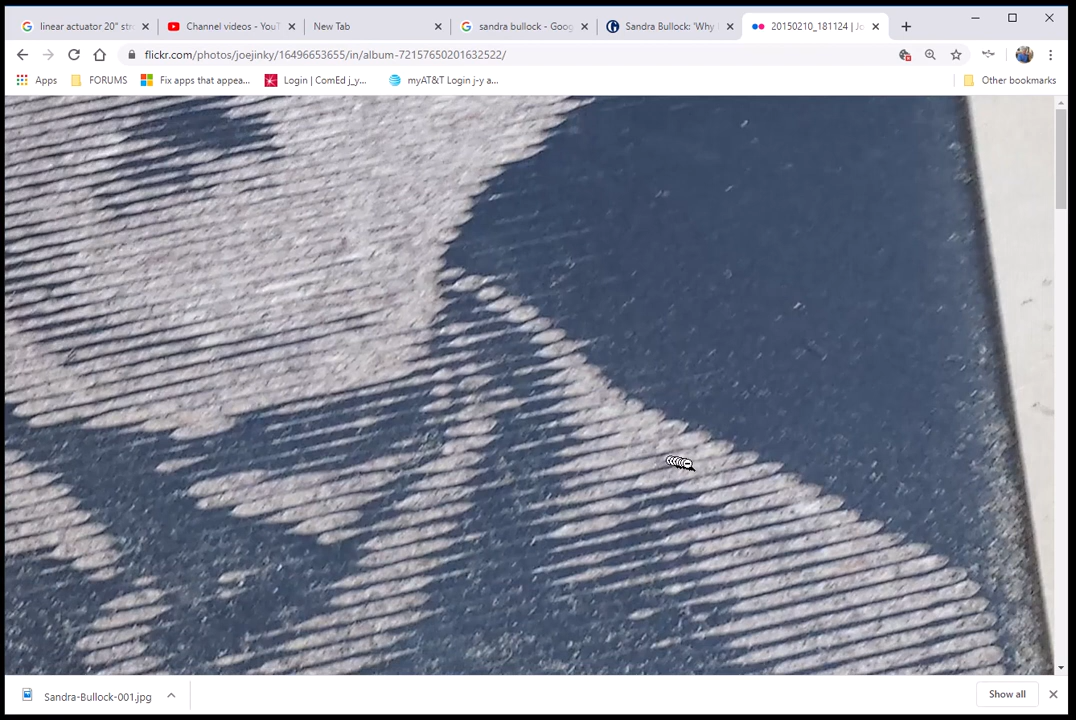 linear actuator 20" str
Channel videos - YouT
New Tab
sandra bullock - Goog
Sandra Bullock: 'Why I
20150210_181124 | Jo
flickr.com/photos/joejinky/16496653655/in/album-72157650201632522/
Apps
FORUMS
Fix apps that appea...
Login | ComEd j_y...
myAT&T Login j-y a...
Other bookmarks
Sandra-Bullock-001.jpg
Show all